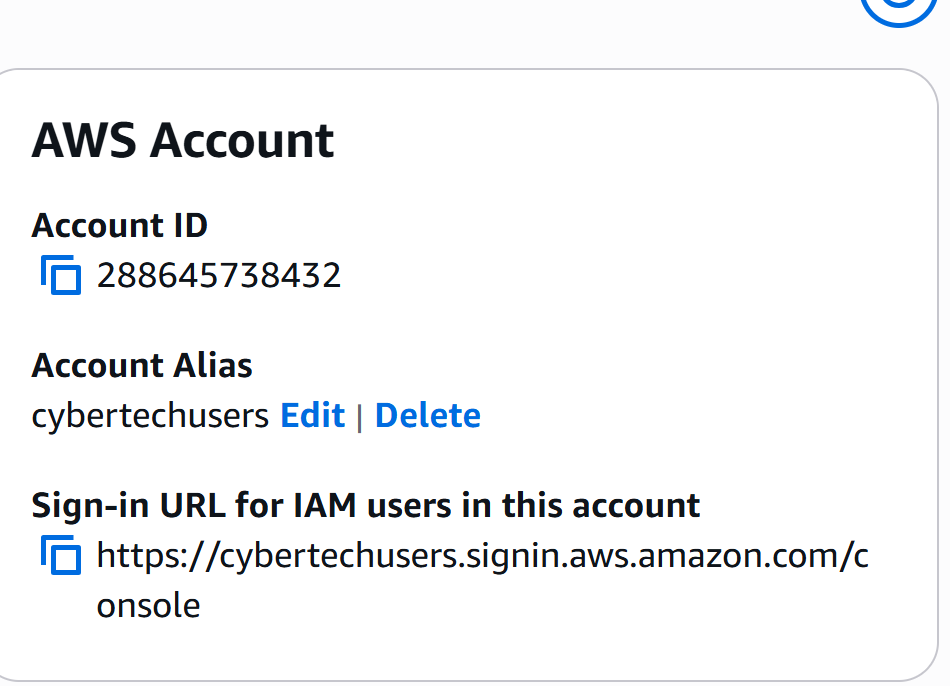 AWS Account
Account ID
288645738432
Account Alias
cybertechusers Edit | Delete
Sign-in URL for IAM users in this account
https://cybertechusers.signin.aws.amazon.com/c
onsole